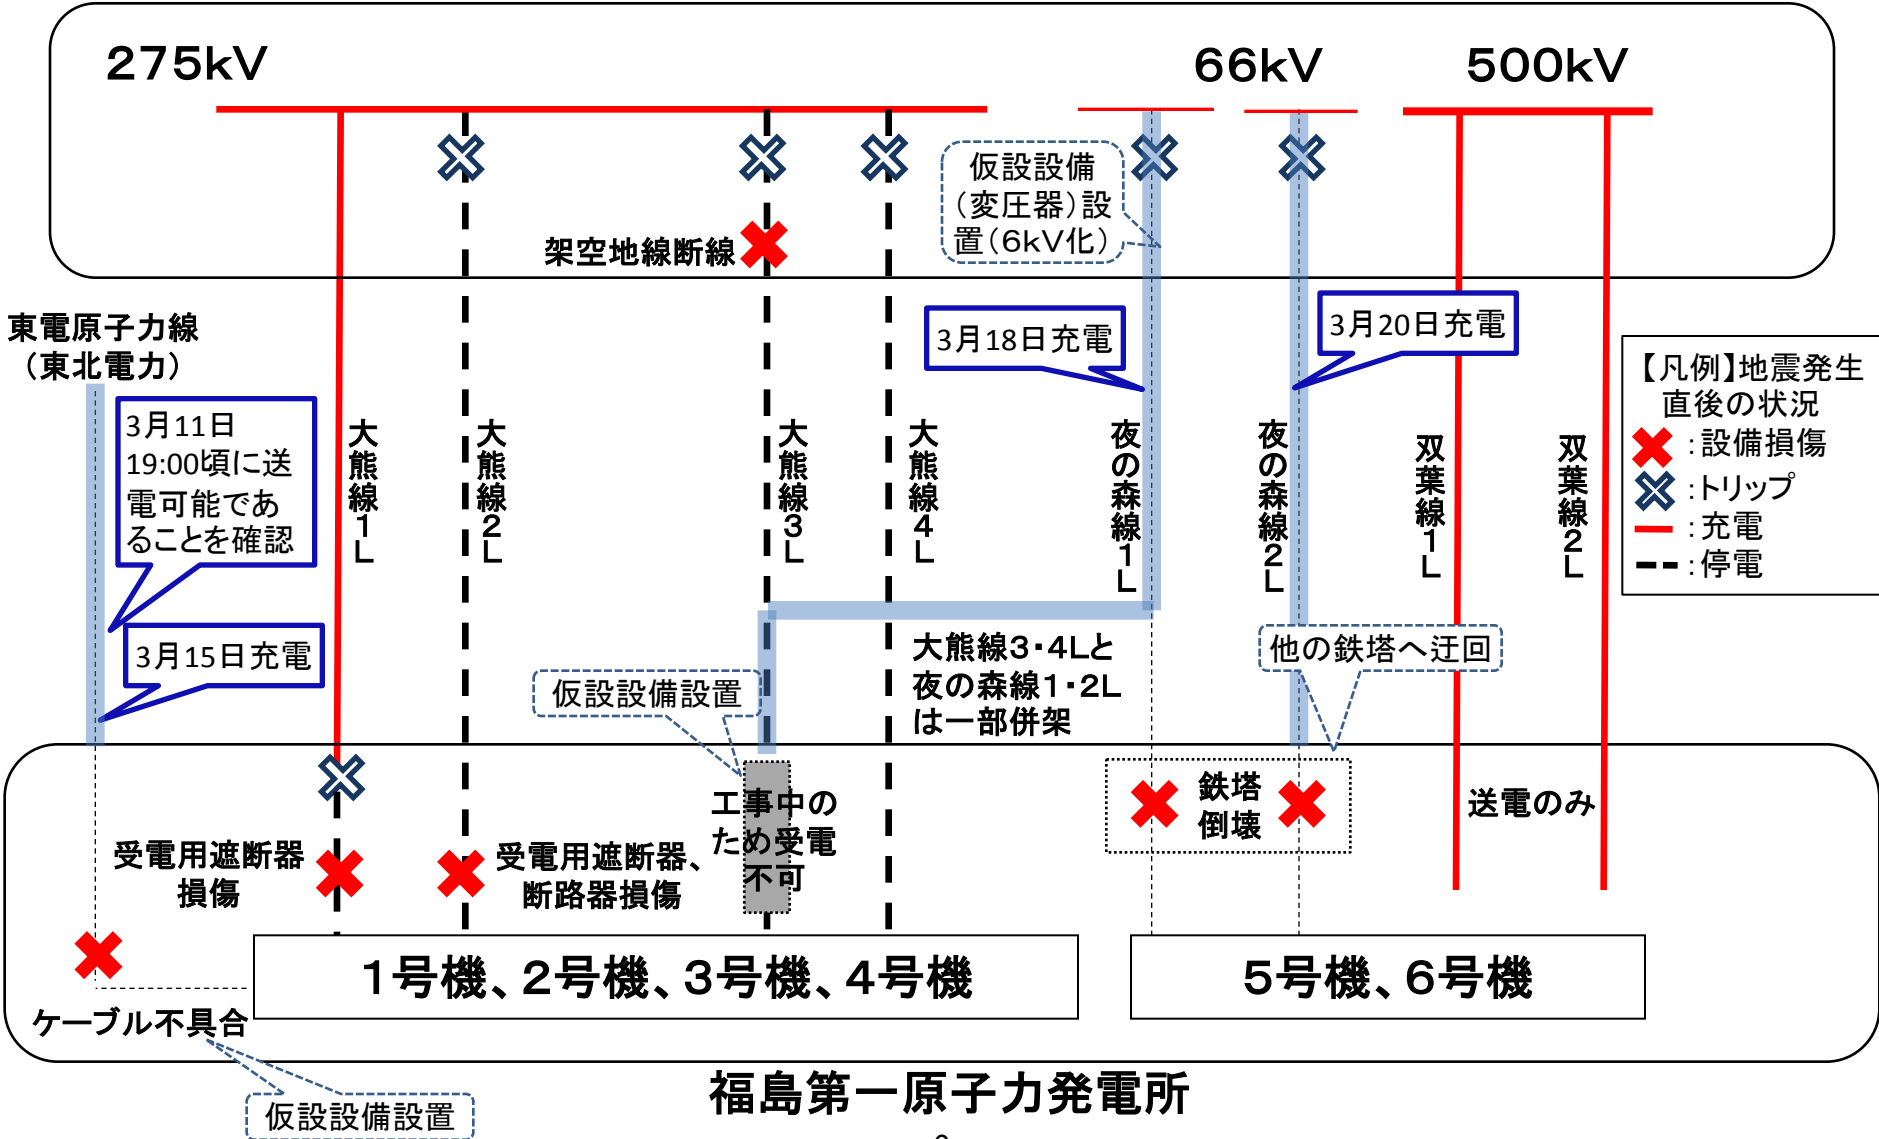 275kV
66kV
500kV
仮設設備
(変圧器)設
置(6kV化)
架空地線断線
東電原子力線
(東北電力)
3月11日
19:00頃に送
電可能であ
ることを確認
3月15日充電
3月18日充電
3月20日充電
【凡例】地震発生
直後の状況
:設備損傷
:トリップ
:充電
:停電
大熊線1L
大熊線2L
大熊線3L
大熊線4L
夜の森線1L
夜の森線2L
双葉線1L
双葉線2L
仮設設備設置
大熊線3・4Lと
夜の森線1・2L
は一部併架
他の鉄塔へ迂回
受電用遮断器
損傷
受電用遮断器、
断路器損傷
工事中の
ため受電
不可
鉄塔
倒壊
送電のみ
1号機、2号機、3号機、4号機
5号機、6号機
ケーブル不具合
仮設設備設置
福島第一原子力発電所